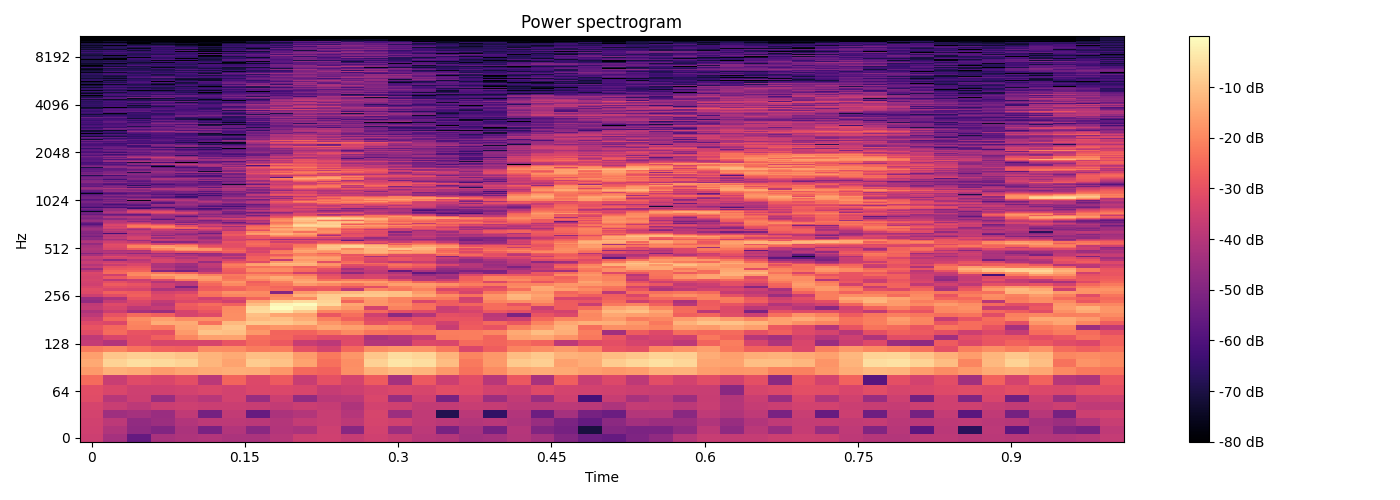 Power spectrogram
8192
4096
2048
1024
512
256
128
64
0
Hz
0 0.15 0.3 0.45 0.6 0.75 0.9
Time
-10 dB
-20 dB
-30 dB
-40 dB
-50 dB
-60 dB
-70 dB
-80 dB